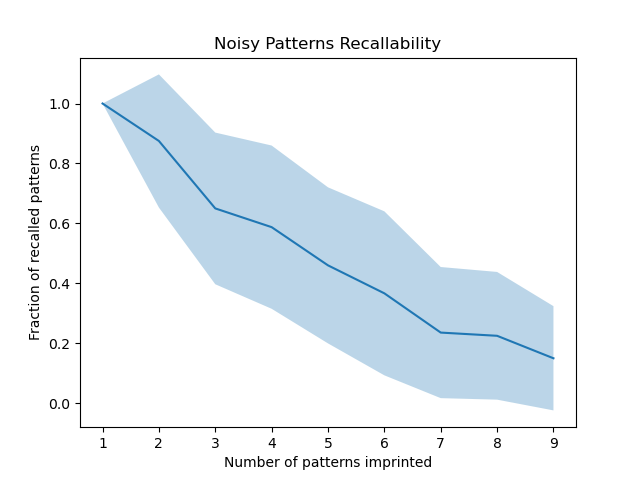 Noisy Patterns Recallability
Fraction of recalled patterns
1.0
0.8
0.6
0.4
0.2
0.0
1 2 3 4 5 6 7 8 9
Number of patterns imprinted